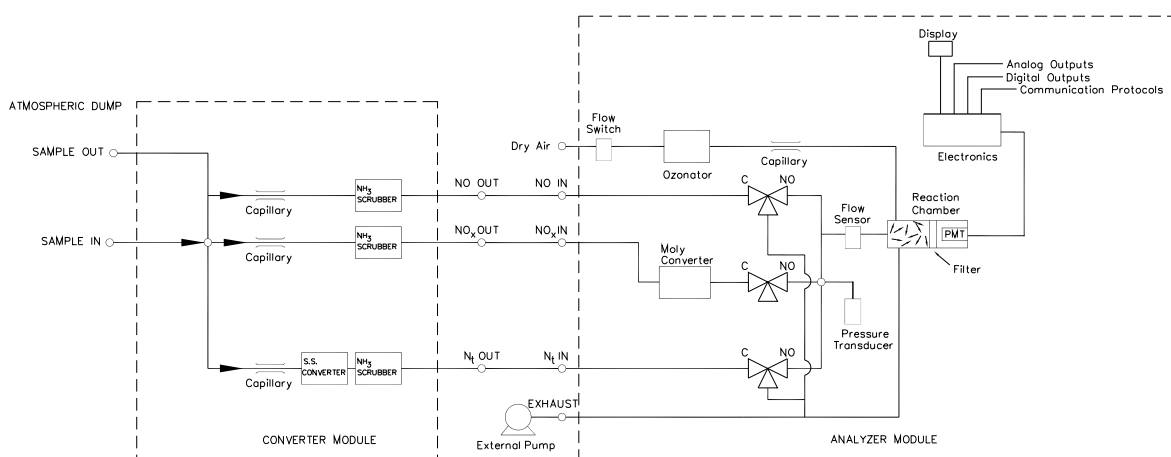 Display
Analog Outputs
Digital Outputs
Communication Protocols
Electronics
ATMOSPHERIC DUMP
SAMPLE OUT
SAMPLE IN
Capillary
NH3
SCRUBBER
Capillary
NH3
SCRUBBER
Capillary
S.S.
CONVERTER
NH3
SCRUBBER
CONVERTER MODULE
NO OUT
NO IN
NOx OUT
NOx IN
Nt OUT
Nt IN
EXHAUST
External Pump
Dry Air
Flow
Switch
Ozonator
Capillary
C
NO
Moly
Converter
C
NO
C
NO
Flow
Sensor
Reaction
Chamber
PMT
Filter
Pressure
Transducer
ANALYZER MODULE